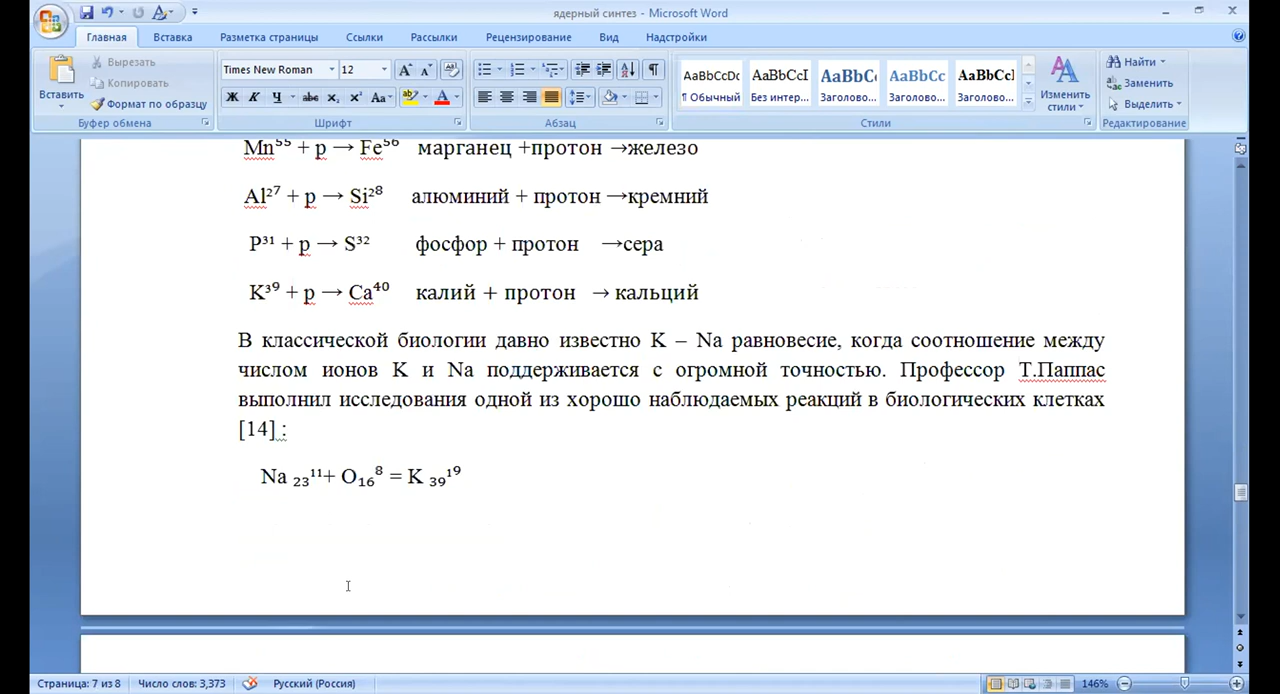 ядерный синтез - Microsoft Word
Главная Вставка Разметка страницы Ссылки Рассылки Рецензирование Вид Надстройки
Вставить
Вырезать
Копировать
Формат по образцу
Буфер обмена
Times New Roman 12
Ж К Ч abc x₂ x² Aa
Шрифт
Абзац
AaBbCcDc AaBbCcI AaBbC AaBbCc AaBbCcI
¶ Обычный Без интер... Заголово... Заголово... Заголово...
Стили
Изменить стили
Найти
Заменить
Выделить
Редактирование
Mn⁵⁵ + p → Fe⁵⁶ марганец +протон →железо
Al²⁷ + p → Si²⁸ алюминий + протон →кремний
P³¹ + p → S³² фосфор + протон →сера
K³⁹ + p → Ca⁴⁰ калий + протон → кальций
В классической биологии давно известно K – Na равновесие, когда соотношение между
числом ионов K и Na поддерживается с огромной точностью. Профессор Т.Паппас
выполнил исследования одной из хорошо наблюдаемых реакций в биологических клетках
[14] :
Na ₂₃¹¹+ O₁₆⁸ = K ₃₉¹⁹
Страница: 7 из 8 Число слов: 3,373 Русский (Россия) 146%